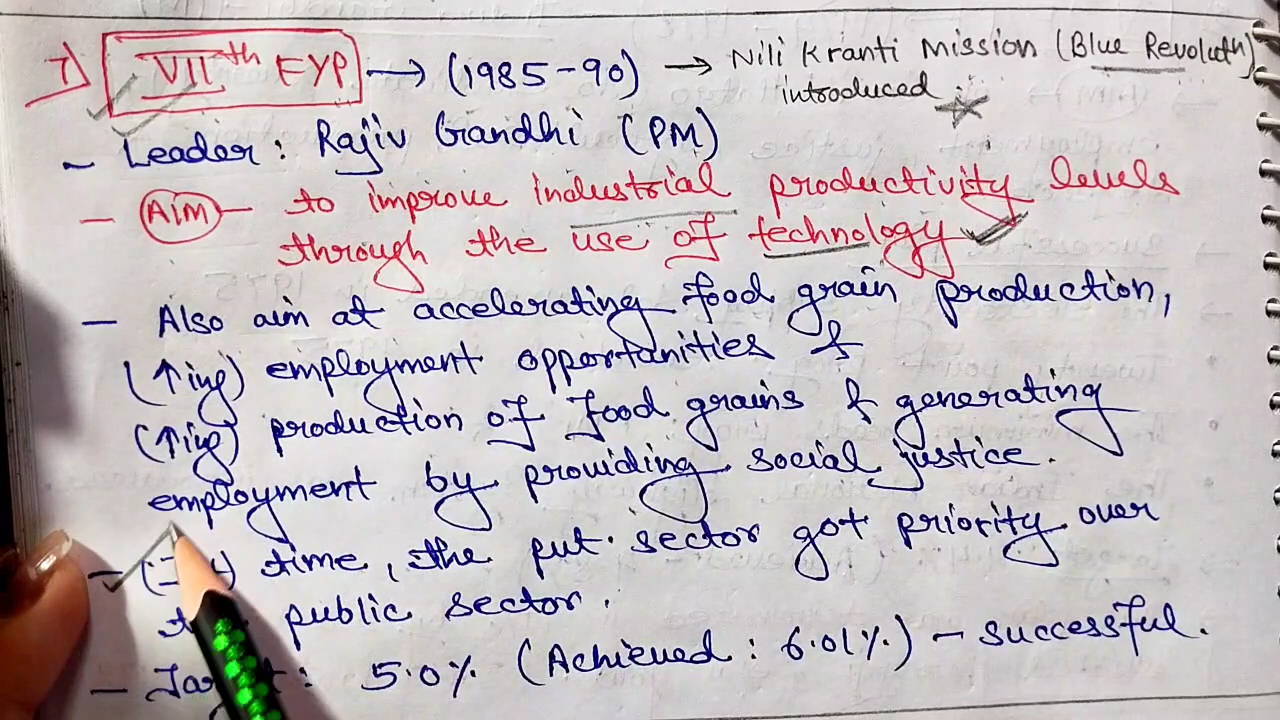 7) VIIth FYP → (1985-90) → Nili Kranti Mission (Blue Revolutn)
introduced
- Leader : Rajiv Gandhi (PM)
- AIM - to improve industrial productivity levels
through the use of technology
- Also aim at accelerating food grain production,
(↑ing) employment opportanities &
(↑ing) production of food grains & generating
employment by providing social justice.
- time, the put. sector got priority over
public sector.
- : 5.0% (Achieved : 6.01%) - successful.